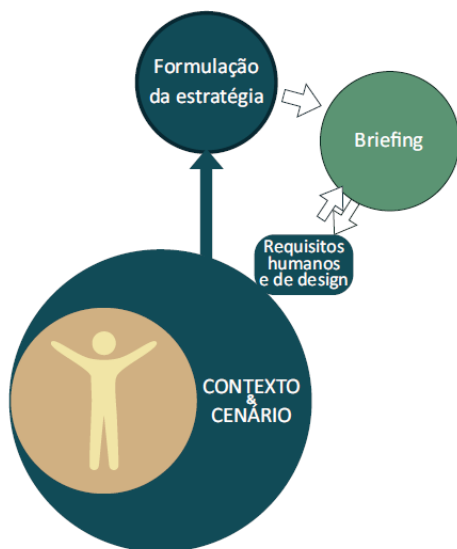 Formulação
da estratégia
Briefing
Requisitos
humanos
e de design
CONTEXTO
&
CENÁRIO